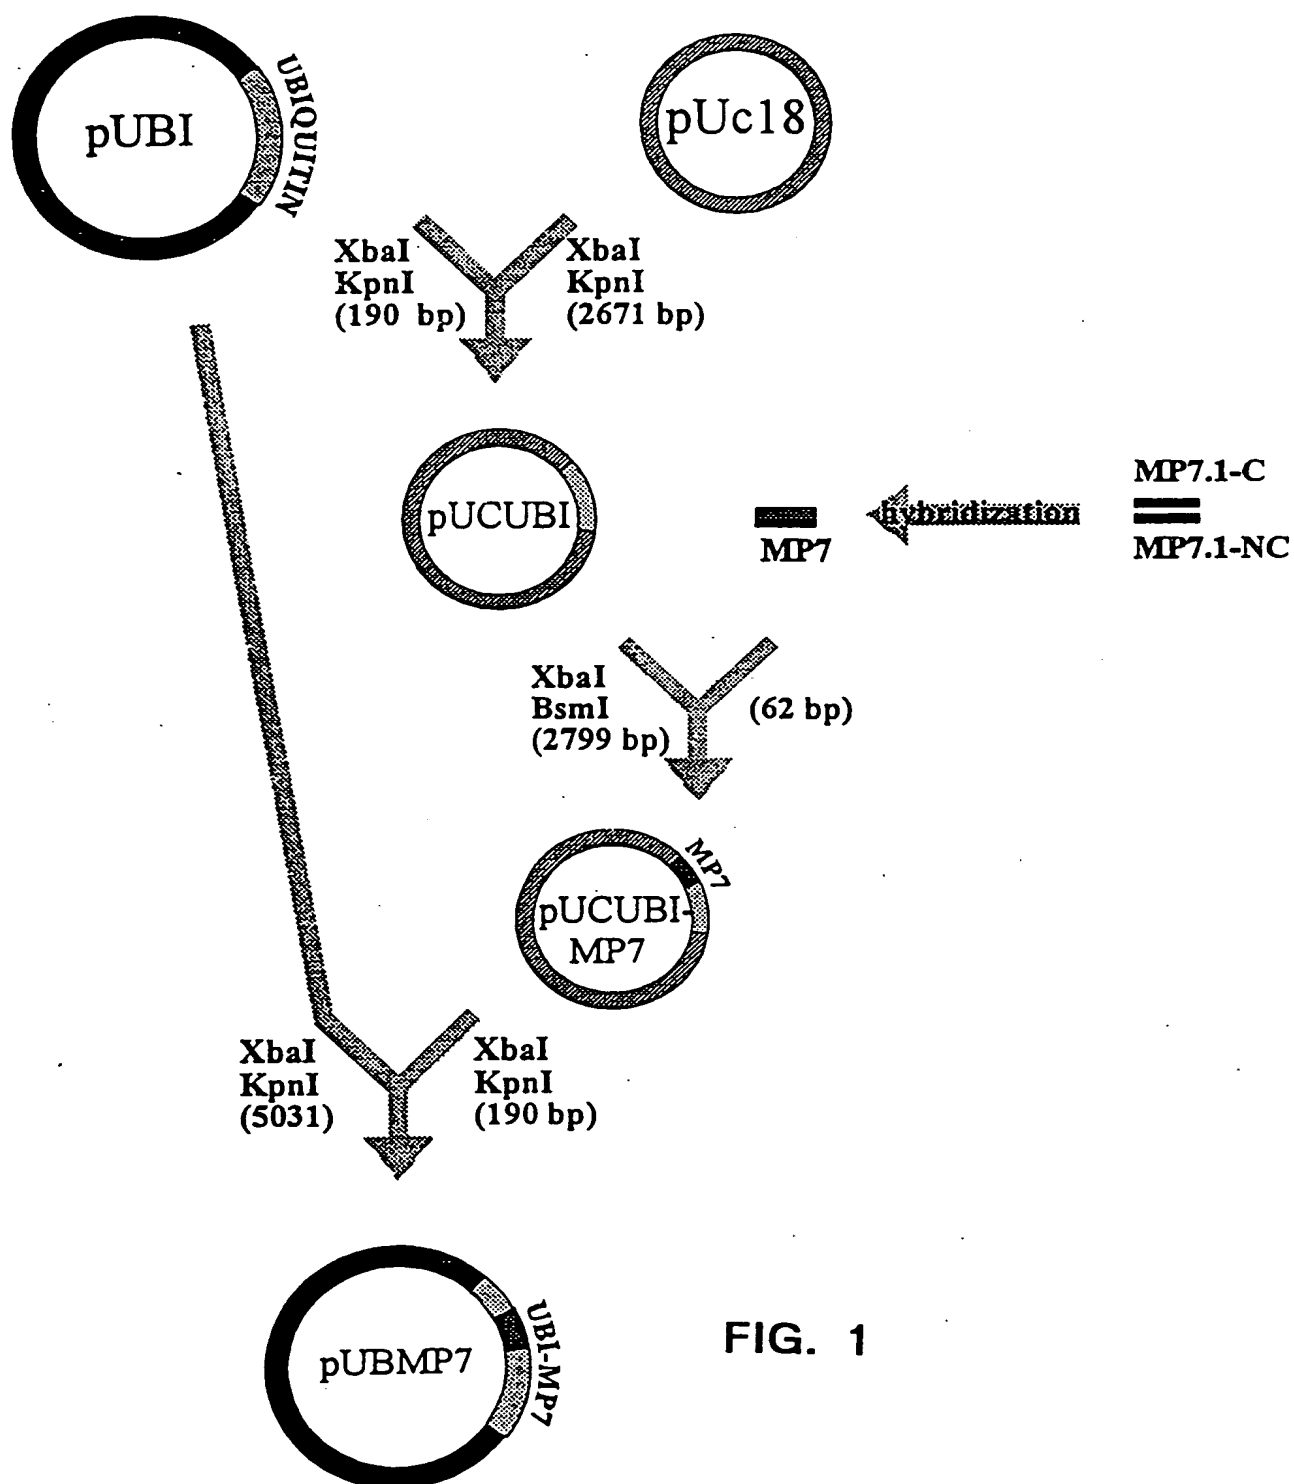 pUBI
UBIQUITIN
pUc18
XbaI
KpnI
(190 bp)
XbaI
KpnI
(2671 bp)
pUCUBI
MP7
hybridization
MP7.1-C
MP7.1-NC
XbaI
BsmI
(2799 bp)
(62 bp)
MP7
pUCUBI-
MP7
XbaI
KpnI
(5031)
XbaI
KpnI
(190 bp)
pUBMP7
UBI-MP7
FIG. 1